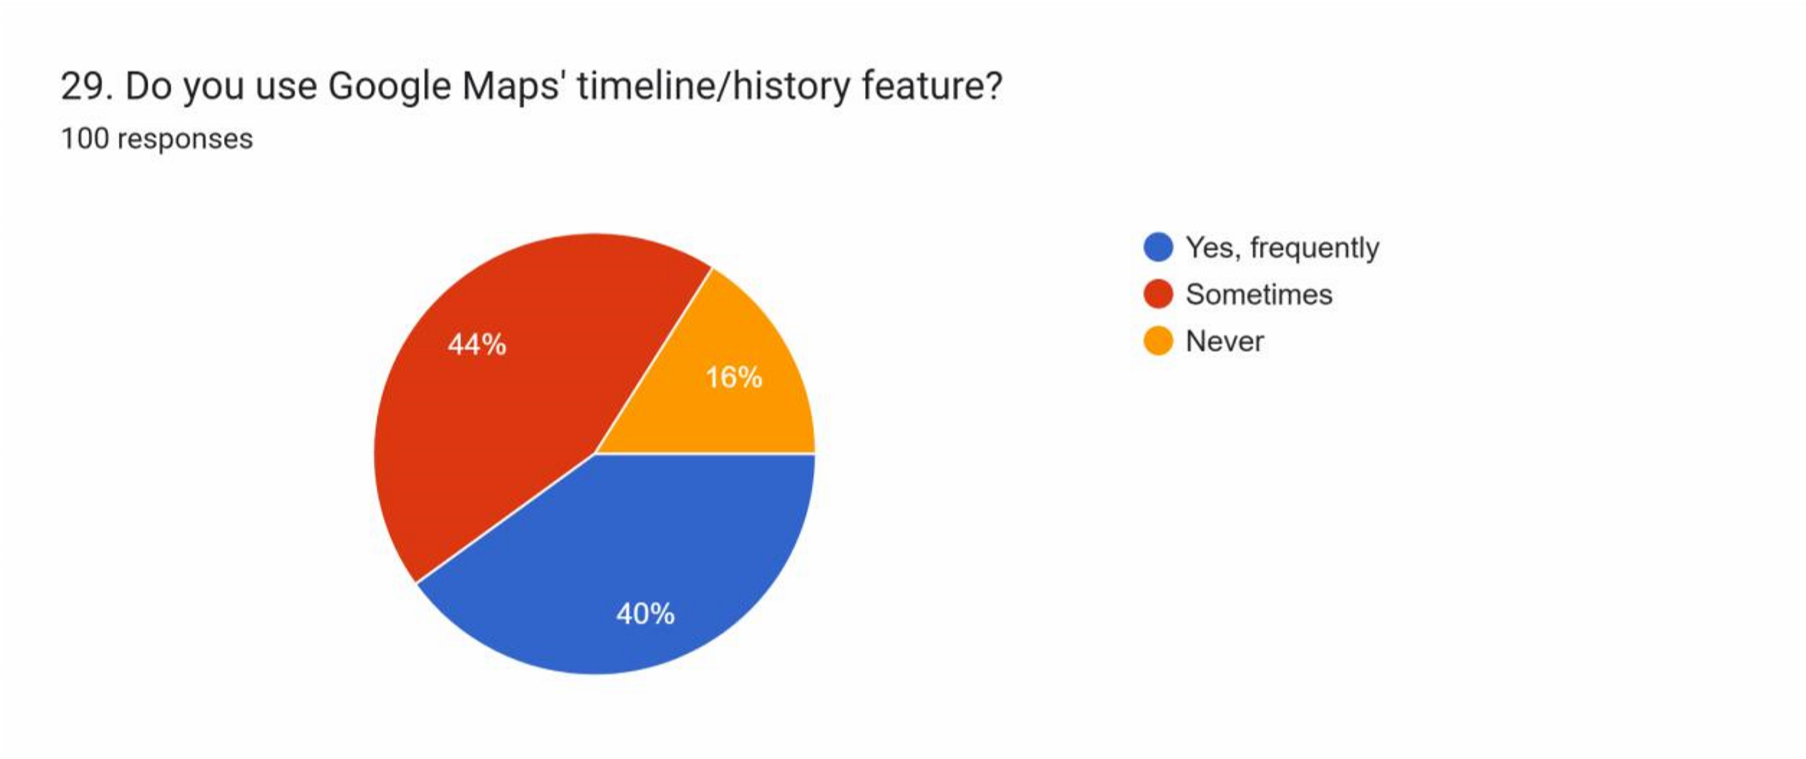 29. Do you use Google Maps' timeline/history feature?
100 responses
Yes, frequently
Sometimes
Never
44%
16%
40%